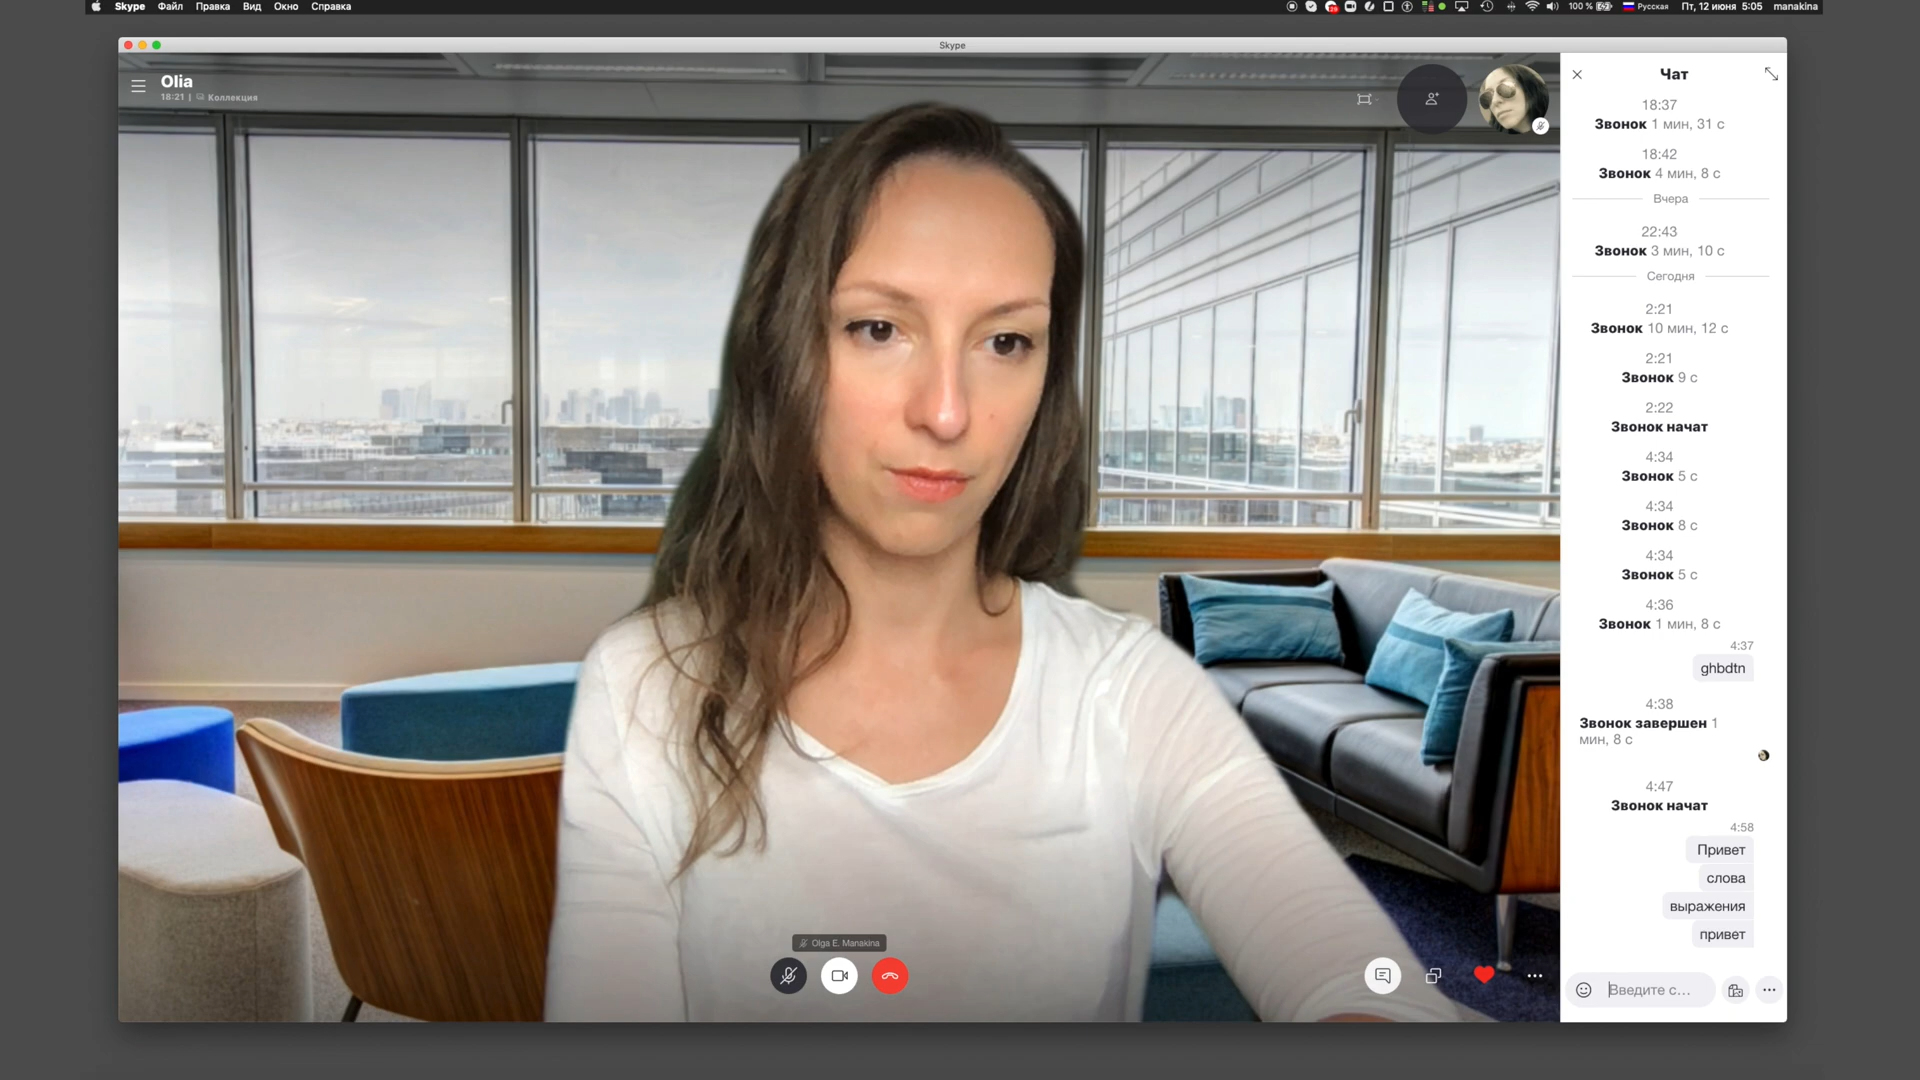 Skype Файл Правка Вид Окно Справка
100 % Русская Пт, 12 июня 5:05 manakina
Skype
Olia
18:21 | Коллекция
Olga E. Manakina
Чат
18:37
Звонок 1 мин, 31 с
18:42
Звонок 4 мин, 8 с
Вчера
22:43
Звонок 3 мин, 10 с
Сегодня
2:21
Звонок 10 мин, 12 с
2:21
Звонок 9 с
2:22
Звонок начат
4:34
Звонок 5 с
4:34
Звонок 8 с
4:34
Звонок 5 с
4:36
Звонок 1 мин, 8 с
4:37
ghbdtn
4:38
Звонок завершен 1
мин, 8 с
4:47
Звонок начат
4:58
Привет
слова
выражения
привет
Введите с...